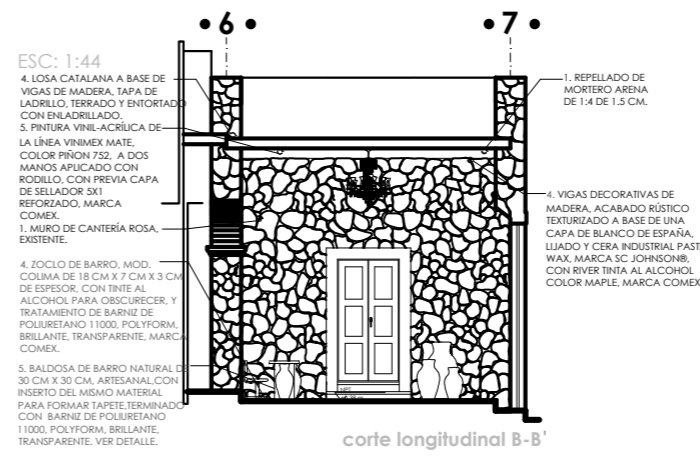 • 6 •
• 7 •
ESC: 1:44
4. LOSA CATALANA A BASE DE
VIGAS DE MADERA, TAPA DE
LADRILLO, TERRADO Y ENTORTADO
CON ENLADRILLADO.
5. PINTURA VINIL-ACRÍLICA DE
LA LÍNEA VINIMEX MATE,
COLOR PIÑON 752, A DOS
MANOS APLICADO CON
RODILLO, CON PREVIA CAPA
DE SELLADOR 5X1
REFORZADO, MARCA
COMEX.
1. MURO DE CANTERÍA ROSA,
EXISTENTE.
4. ZOCLO DE BARRO, MOD.
COLIMA DE 18 CM X 7 CM X 3 CM
DE ESPESOR, CON TINTE AL
ALCOHOL PARA OBSCURECER, Y
TRATAMIENTO DE BARNIZ DE
POLIURETANO 11000, POLYFORM,
BRILLANTE, TRANSPARENTE, MARCA
COMEX.
5. BALDOSA DE BARRO NATURAL DE
30 CM X 30 CM, ARTESANAL,CON
INSERTO DEL MISMO MATERIAL
PARA FORMAR TAPETE,TERMINADO
CON BARNIZ DE POLIURETANO
11000, POLYFORM, BRILLANTE,
TRANSPARENTE. VER DETALLE.
1. REPELLADO DE
MORTERO ARENA
DE 1:4 DE 1.5 CM.
4. VIGAS DECORATIVAS DE
MADERA, ACABADO RÚSTICO
TEXTURIZADO A BASE DE UNA
CAPA DE BLANCO DE ESPAÑA,
LIJADO Y CERA INDUSTRIAL PAST
WAX, MARCA SC JOHNSON®,
CON RIVER TINTA AL ALCOHOL
COLOR MAPLE, MARCA COMEX
NPT
corte longitudinal B-B'